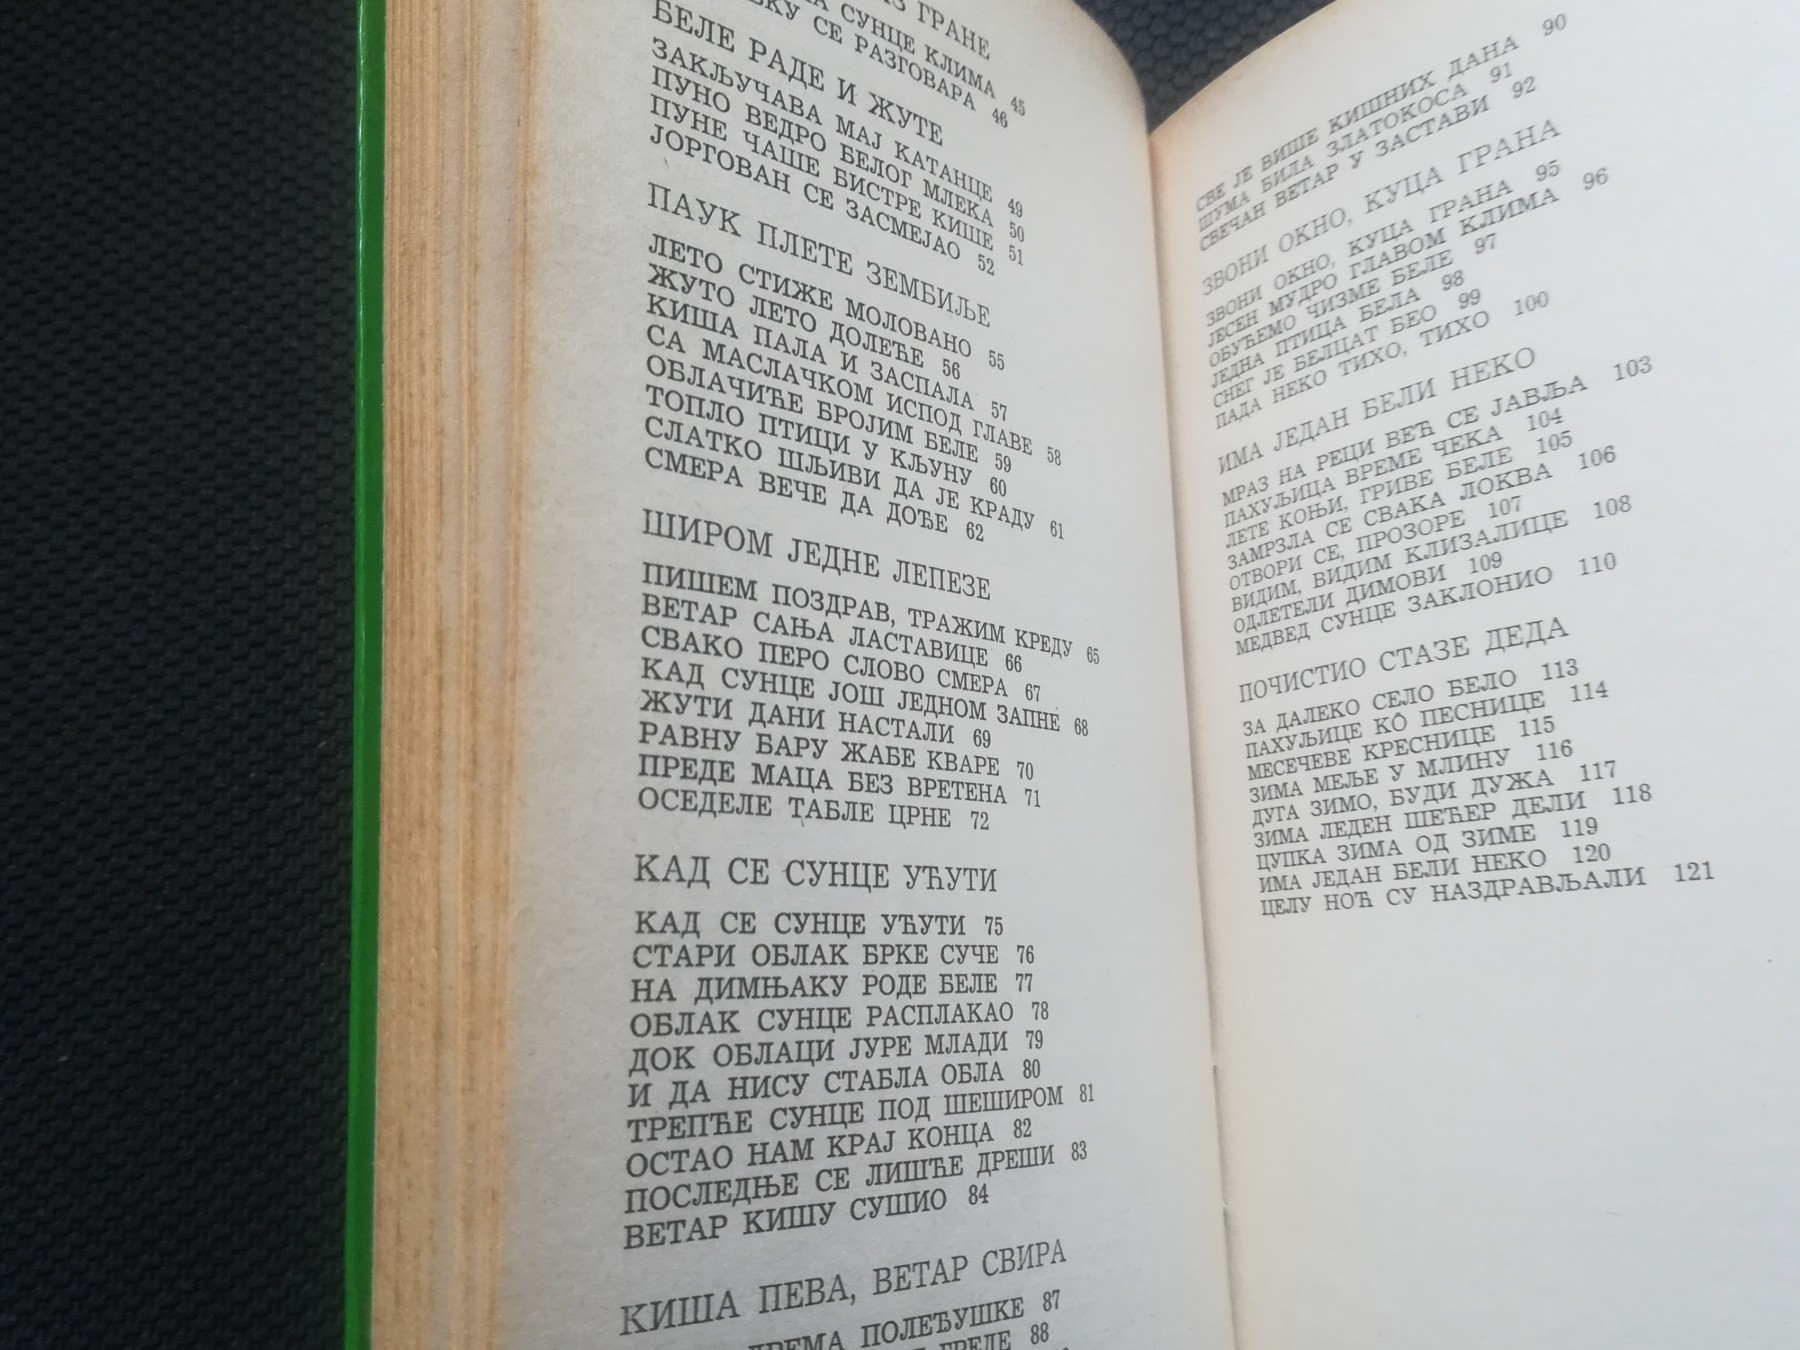 ИЗ ГРАНЕ
СУНЦЕ КЛИМА 45
СЕ РАЗГОВАРА 46
БЕЛЕ РАДЕ И ЖУТЕ
ЗАКЉУЧАВА МАЈ КАТАНЦЕ 49
ПУНО ВЕДРО БЕЛОГ МЛЕКА 50
ПУНЕ ЧАШЕ БИСТРЕ КИШЕ 51
ЈОРГОВАН СЕ ЗАСМЕЈАО 52
ПАУК ПЛЕТЕ ЗЕМБИЉЕ
ЛЕТО СТИЖЕ МОЛОВАНО 55
ЖУТО ЛЕТО ДОЛЕЋЕ 56
КИША ПАЛА И ЗАСПАЛА 57
СА МАСЛАЧКОМ ИСПОД ГЛАВЕ 58
ОБЛАЧИЋЕ БРОЈИМ БЕЛЕ 59
ТОПЛО ПТИЦИ У КЉУНУ 60
СЛАТКО ШЉИВИ ДА ЈЕ КРАДУ 61
СМЕРА ВЕЧЕ ДА ДОЂЕ 62
ШИРОМ ЈЕДНЕ ЛЕПЕЗЕ
ПИШЕМ ПОЗДРАВ, ТРАЖИМ КРЕДУ 65
ВЕТАР САЊА ЛАСТАВИЦЕ 66
СВАКО ПЕРО СЛОВО СМЕРА 67
КАД СУНЦЕ ЈОШ ЈЕДНОМ ЗАПНЕ 68
ЖУТИ ДАНИ НАСТАЛИ 69
РАВНУ БАРУ ЖАБЕ КВАРЕ 70
ПРЕДЕ МАЦА БЕЗ ВРЕТЕНА 71
ОСЕДЕЛЕ ТАБЛЕ ЦРНЕ 72
КАД СЕ СУНЦЕ УЋУТИ
КАД СЕ СУНЦЕ УЋУТИ 75
СТАРИ ОБЛАК БРКЕ СУЧЕ 76
НА ДИМЊАКУ РОДЕ БЕЛЕ 77
ОБЛАК СУНЦЕ РАСПЛАКАО 78
ДОК ОБЛАЦИ ЈУРЕ МЛАДИ 79
И ДА НИСУ СТАБЛА ОБЛА 80
ТРЕПЋЕ СУНЦЕ ПОД ШЕШИРОМ 81
ОСТАО НАМ КРАЈ КОНЦА 82
ПОСЛЕДЊЕ СЕ ЛИШЋЕ ДРЕШИ 83
ВЕТАР КИШУ СУШИО 84
КИША ПЕВА, ВЕТАР СВИРА
ДРЕМА ПОЛЕЂУШКЕ 87
ГРЕДЕ 88
СВЕ ЈЕ ВИШЕ КИШНИХ ДАНА 90
ШУМА БИЛА ЗЛАТОКОСА 91
СВЕЧАН ВЕТАР У ЗАСТАВИ 92
ЗВОНИ ОКНО, КУЦА ГРАНА
ЗВОНИ ОКНО, КУЦА ГРАНА 95
ЈЕСЕН МУДРО ГЛАВОМ КЛИМА 96
ОБУЋЕМО ЧИЗМЕ БЕЛЕ 97
ЈЕДНА ПТИЦА БЕЛА 98
СНЕГ ЈЕ БЕЛЦАТ БЕО 99
ПАДА НЕКО ТИХО, ТИХО 100
ИМА ЈЕДАН БЕЛИ НЕКО
МРАЗ НА РЕЦИ ВЕЋ СЕ ЈАВЉА 103
ПАХУЉИЦА ВРЕМЕ ЧЕКА 104
ЛЕТЕ КОЊИ, ГРИВЕ БЕЛЕ 105
ЗАМРЗЛА СЕ СВАКА ЛОКВА 106
ОТВОРИ СЕ, ПРОЗОРЕ 107
ВИДИМ, ВИДИМ КЛИЗАЛИЦЕ 108
ОДЛЕТЕЛИ ДИМОВИ 109
МЕДВЕД СУНЦЕ ЗАКЛОНИО 110
ПОЧИСТИО СТАЗЕ ДЕДА
ЗА ДАЛЕКО СЕЛО БЕЛО 113
ПАХУЉИЦЕ КО̂ ПЕСНИЦЕ 114
МЕСЕЧЕВЕ КРЕСНИЦЕ 115
ЗИМА МЕЉЕ У МЛИНУ 116
ДУГА ЗИМО, БУДИ ДУЖА 117
ЗИМА ЛЕДЕН ШЕЋЕР ДЕЛИ 118
ЦУПКА ЗИМА ОД ЗИМЕ 119
ИМА ЈЕДАН БЕЛИ НЕКО 120
ЦЕЛУ НОЋ СУ НАЗДРАВЉАЛИ 121